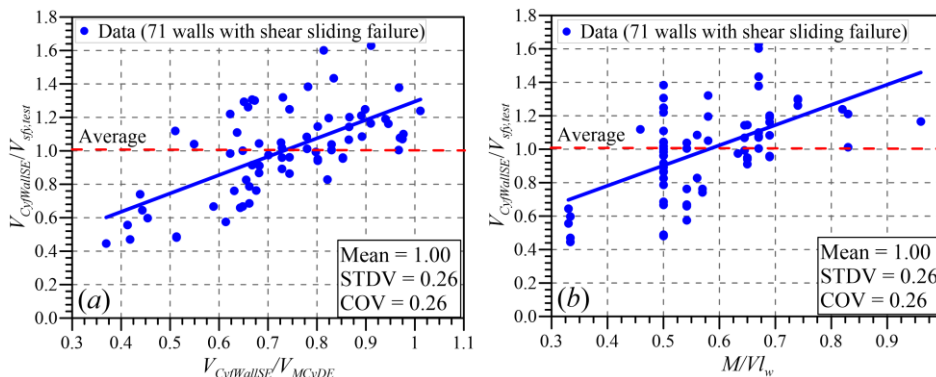 Data (71 walls with shear sliding failure)
1.8
1.6
1.4
1.2
1.0
0.8
0.6
0.4
0.2
0.0
V_CyfWallSE/V_sfy,test
Average
Mean = 1.00
STDV = 0.26
COV = 0.26
(a)
0.3 0.4 0.5 0.6 0.7 0.8 0.9 1 1.1
V_CyfWallSE/V_MCyDE
Data (71 walls with shear sliding failure)
1.8
1.6
1.4
1.2
1.0
0.8
0.6
0.4
0.2
0.0
V_CyfWallSE/V_sfy,test
Average
Mean = 1.00
STDV = 0.26
COV = 0.26
(b)
0.3 0.4 0.5 0.6 0.7 0.8 0.9 1
M/Vl_w